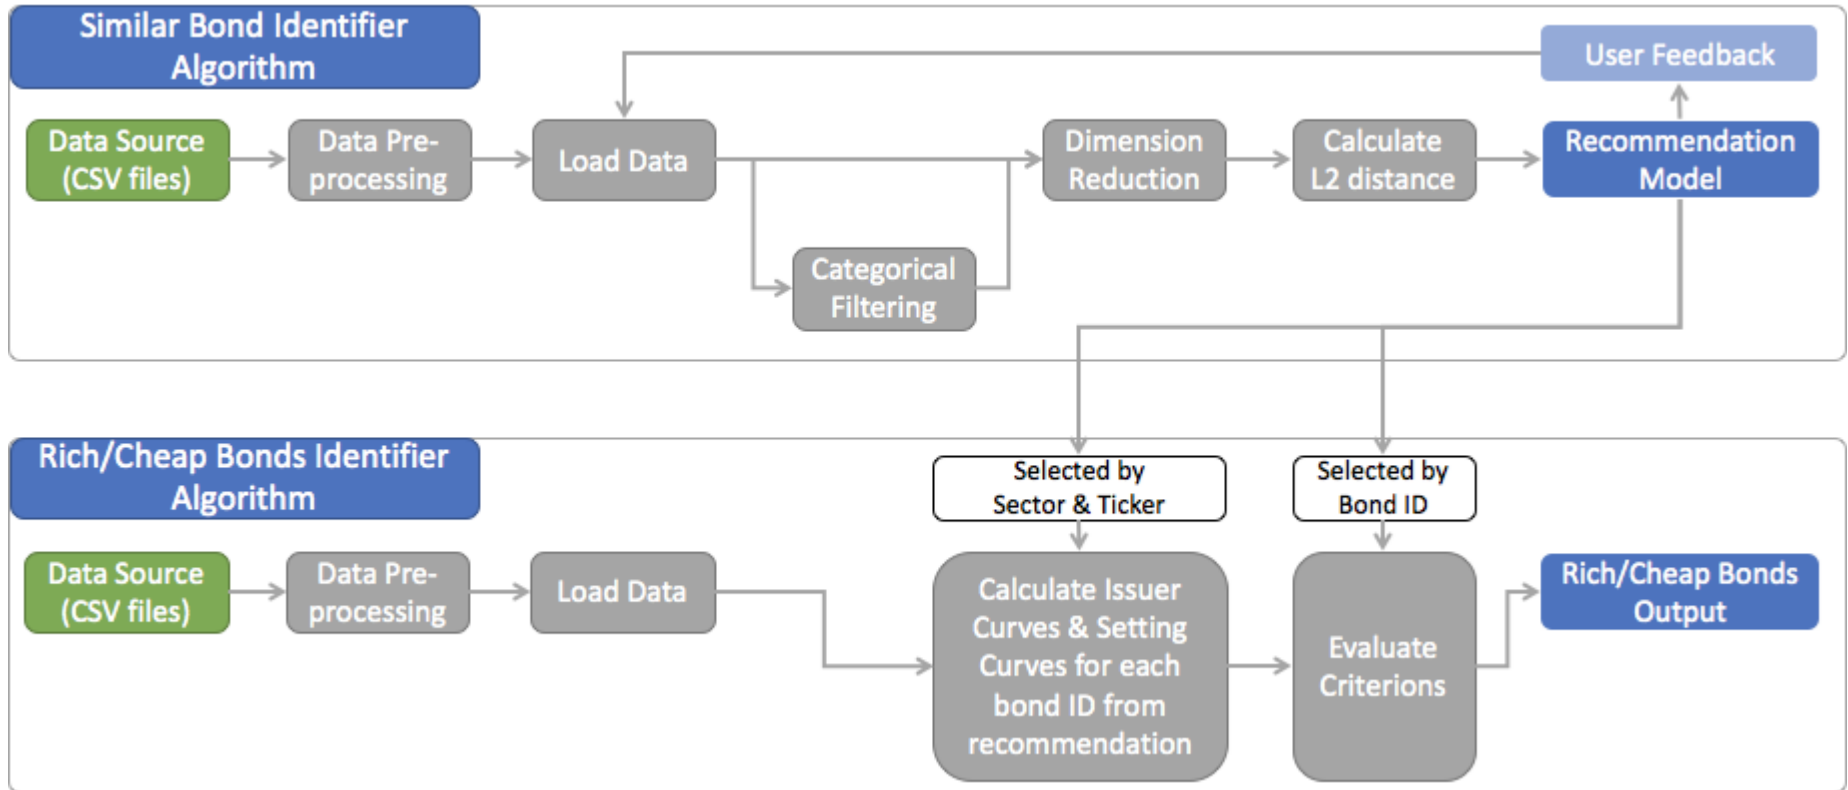 Similar Bond Identifier
Algorithm
User Feedback
Data Source
(CSV files)
Data Pre-
processing
Load Data
Dimension
Reduction
Calculate
L2 distance
Recommendation
Model
Categorical
Filtering
Rich/Cheap Bonds Identifier
Algorithm
Selected by
Sector & Ticker
Selected by
Bond ID
Data Source
(CSV files)
Data Pre-
processing
Load Data
Calculate Issuer
Curves & Setting
Curves for each
bond ID from
recommendation
Evaluate
Criterions
Rich/Cheap Bonds
Output